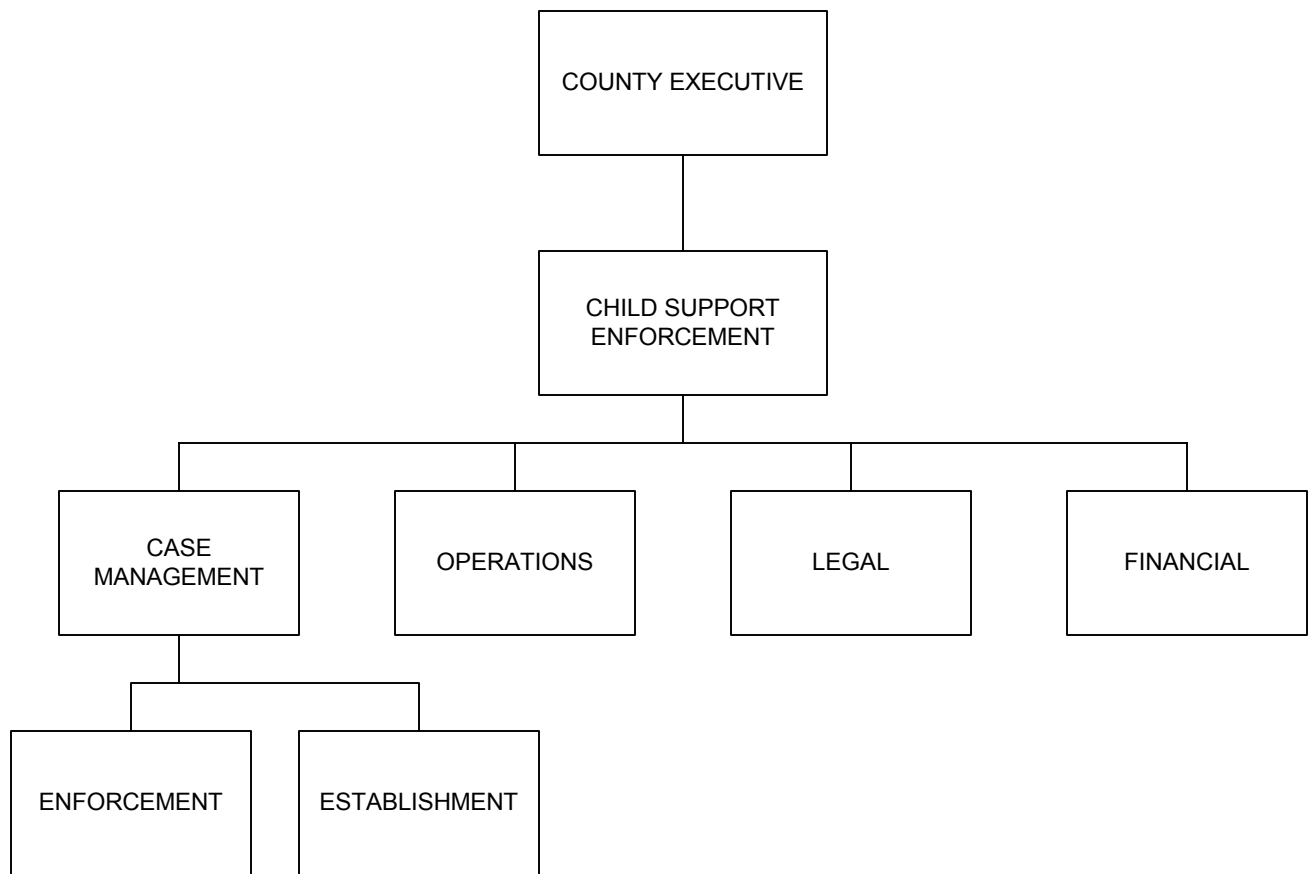 COUNTY EXECUTIVE
CHILD SUPPORT
ENFORCEMENT
CASE
MANAGEMENT
OPERATIONS
LEGAL
FINANCIAL
ENFORCEMENT
ESTABLISHMENT